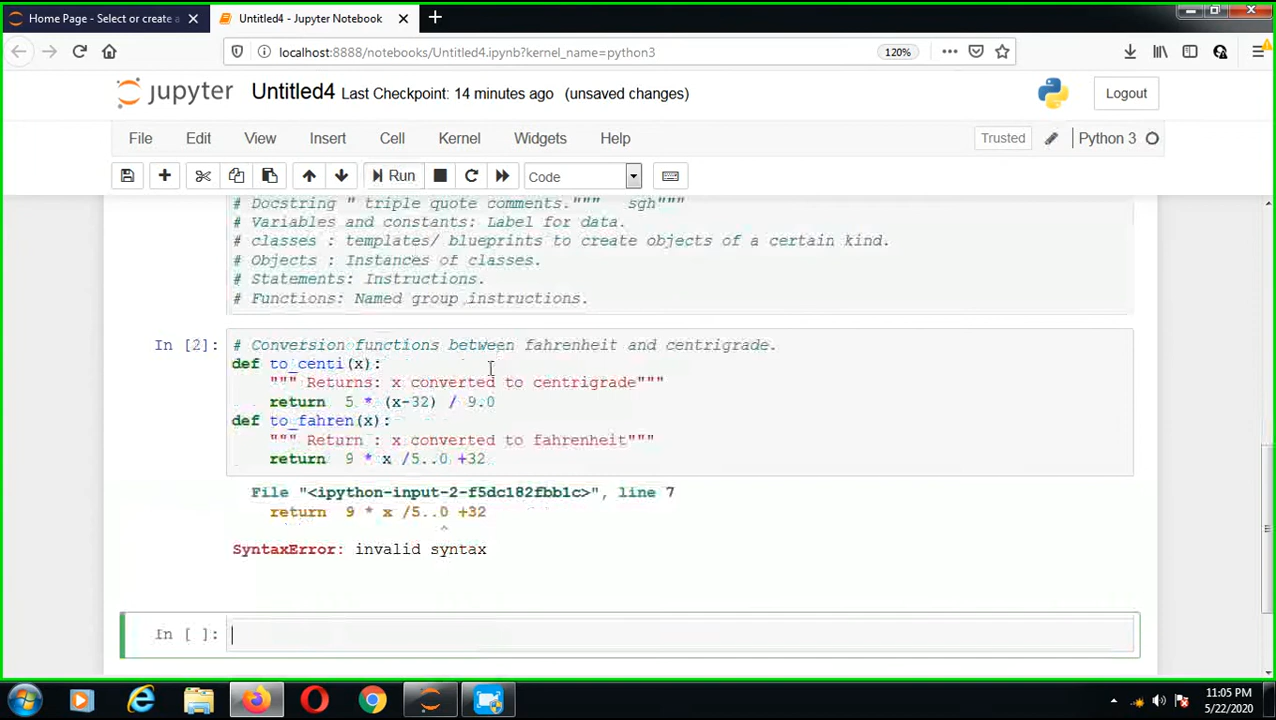 Home Page - Select or create a
Untitled4 - Jupyter Notebook
localhost:8888/notebooks/Untitled4.ipynb?kernel_name=python3
120%
jupyter
Untitled4 Last Checkpoint: 14 minutes ago (unsaved changes)
Logout
File Edit View Insert Cell Kernel Widgets Help
Trusted
Python 3
Run
Code
# Docstring " triple quote comments."""   sgh"""
# Variables and constants: Label for data.
# classes : templates/ blueprints to create objects of a certain kind.
# Objects : Instances of classes.
# Statements: Instructions.
# Functions: Named group instructions.
In [2]:
# Conversion functions between fahrenheit and centrigrade.
def to_centi(x):
    """ Returns: x converted to centrigrade"""
    return  5 * (x-32) / 9.0
def to_fahren(x):
    """ Return : x converted to fahrenheit"""
    return  9 * x /5..0 +32
  File "<ipython-input-2-f5dc182fbb1c>", line 7
    return  9 * x /5..0 +32
                      ^
SyntaxError: invalid syntax
In [ ]:
11:05 PM
5/22/2020